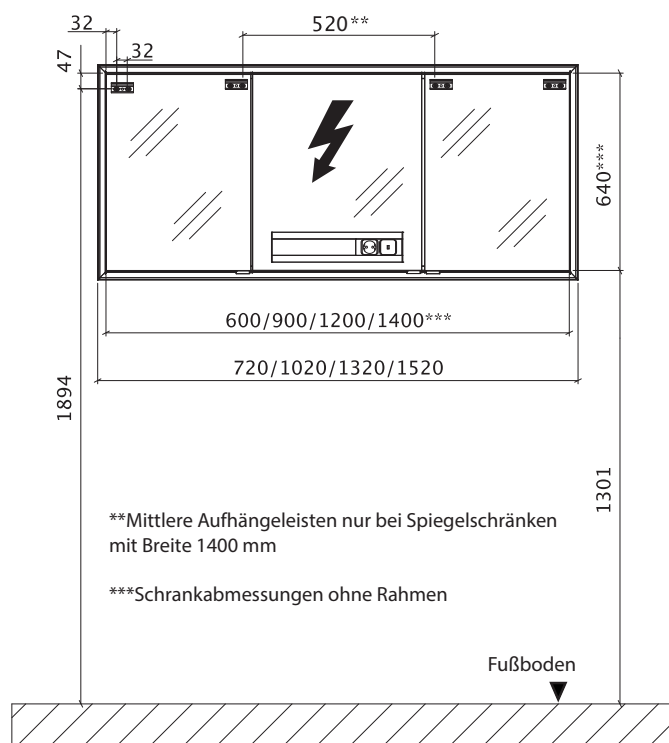 32
520**
32
47
640***
600/900/1200/1400***
720/1020/1320/1520
1894
1301
**Mittlere Aufhängeleisten nur bei Spiegelschränken
mit Breite 1400 mm
***Schrankabmessungen ohne Rahmen
Fußboden